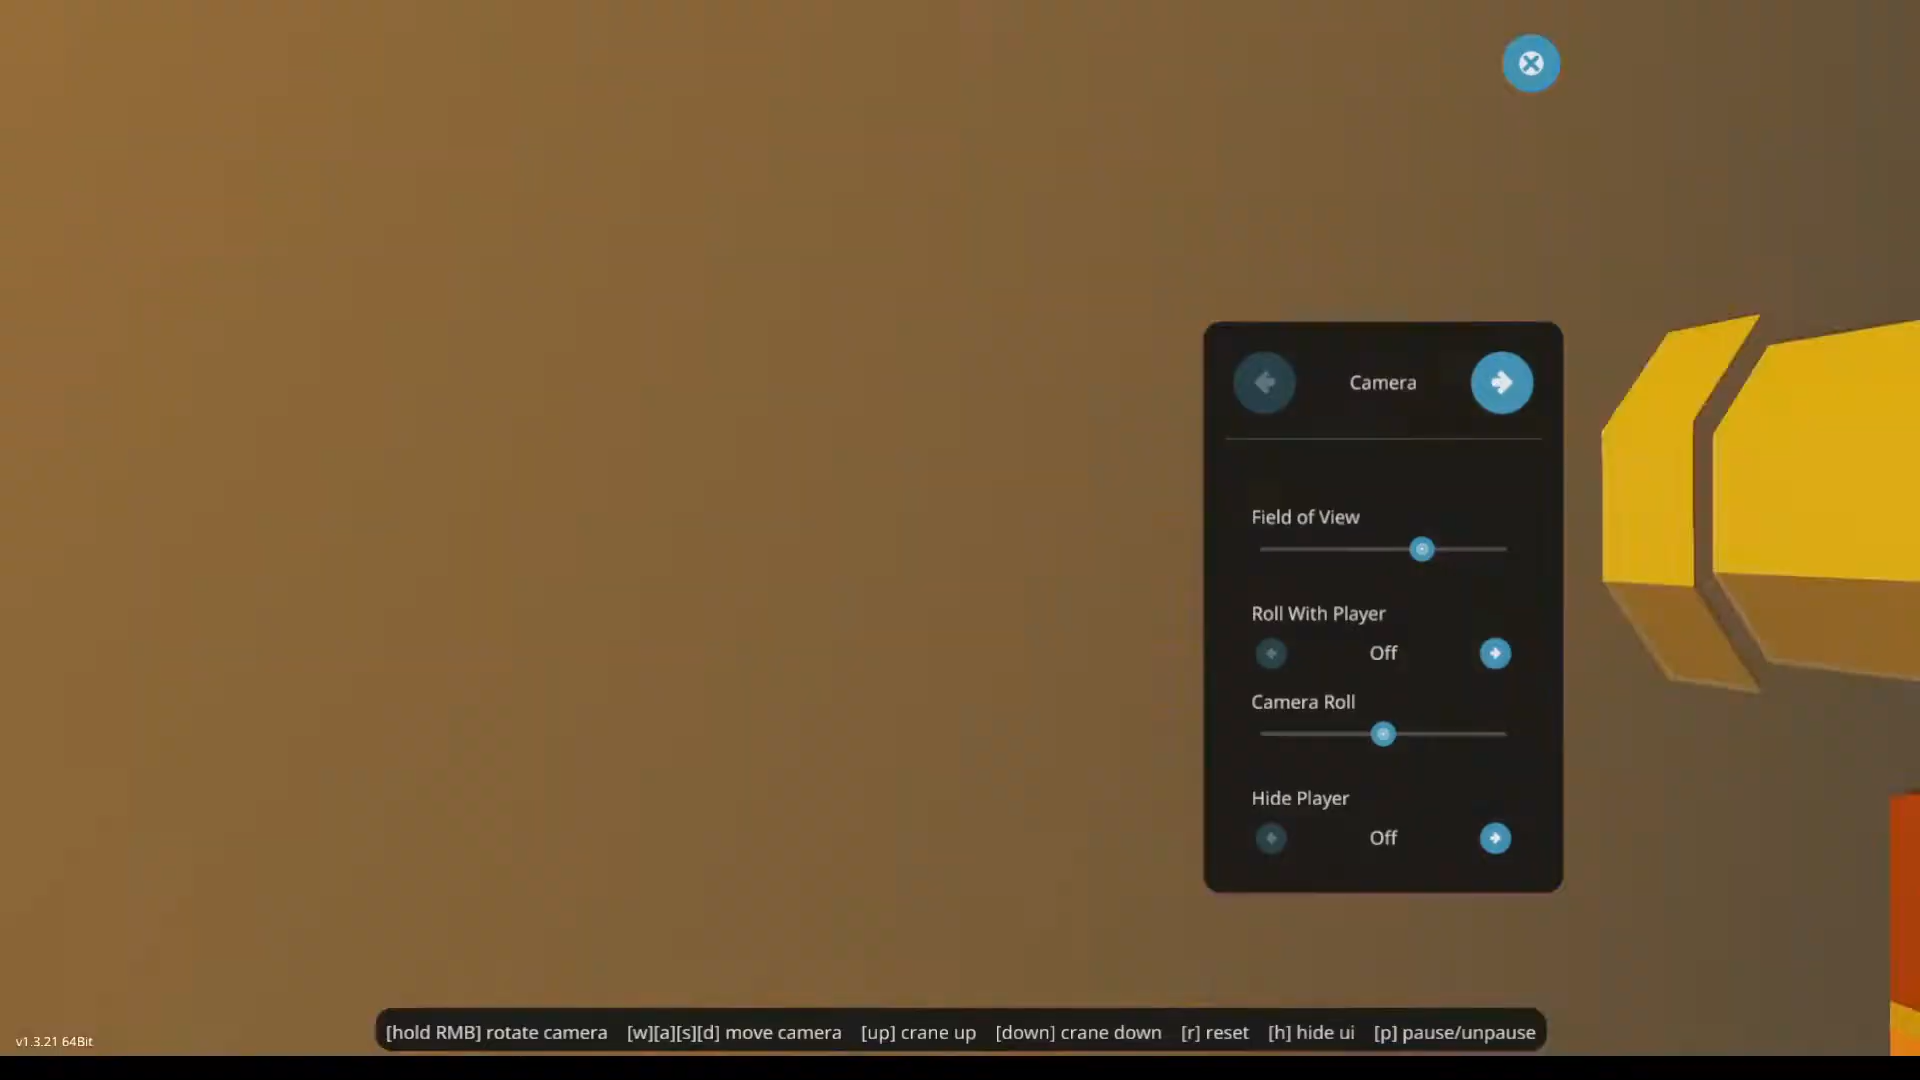 Camera
Field of View
Roll With Player
Off
Camera Roll
Hide Player
Off
[hold RMB] rotate camera [w][a][s][d] move camera [up] crane up [down] crane down [r] reset [h] hide ui [p] pause/unpause
v1.3.21 64Bit